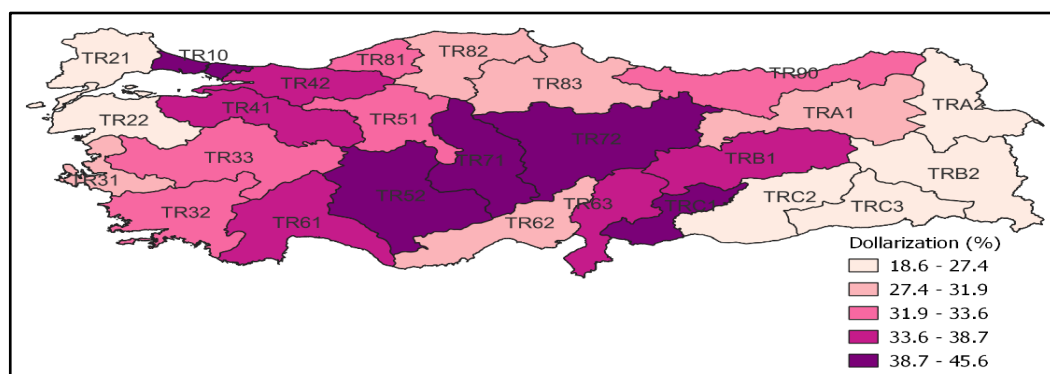 TR21
TR10
TR81
TR82
TR42
TR83
TR90
TR41
TR22
TR51
TRA1
TRA2
TR33
TR71
TR72
TRB1
TR31
TRB2
TR32
TR52
TRC1
TRC2
TRC3
TR61
TR62
TR63
Dollarization (%)
18.6 - 27.4
27.4 - 31.9
31.9 - 33.6
33.6 - 38.7
38.7 - 45.6